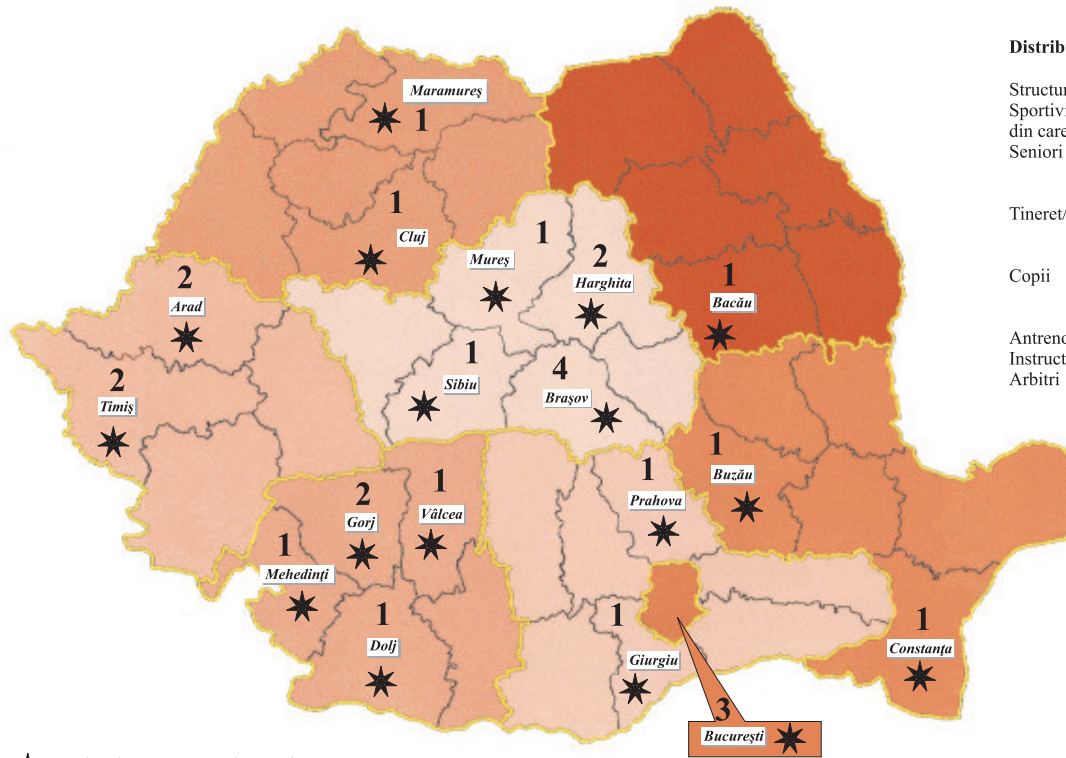 Maramureş
1
1
Cluj
1
Mureş
2
Harghita
2
Arad
1
Bacău
2
Timiş
1
Sibiu
4
Braşov
1
Buzău
1
Prahova
2
Gorj
1
Vâlcea
1
Mehedinţi
1
Dolj
1
Giurgiu
1
Constanţa
3
Bucureşti
Distrib
Structur
Sportivi
din care
Seniori
Tineret/
Copii
Antreno
Instruct
Arbitri